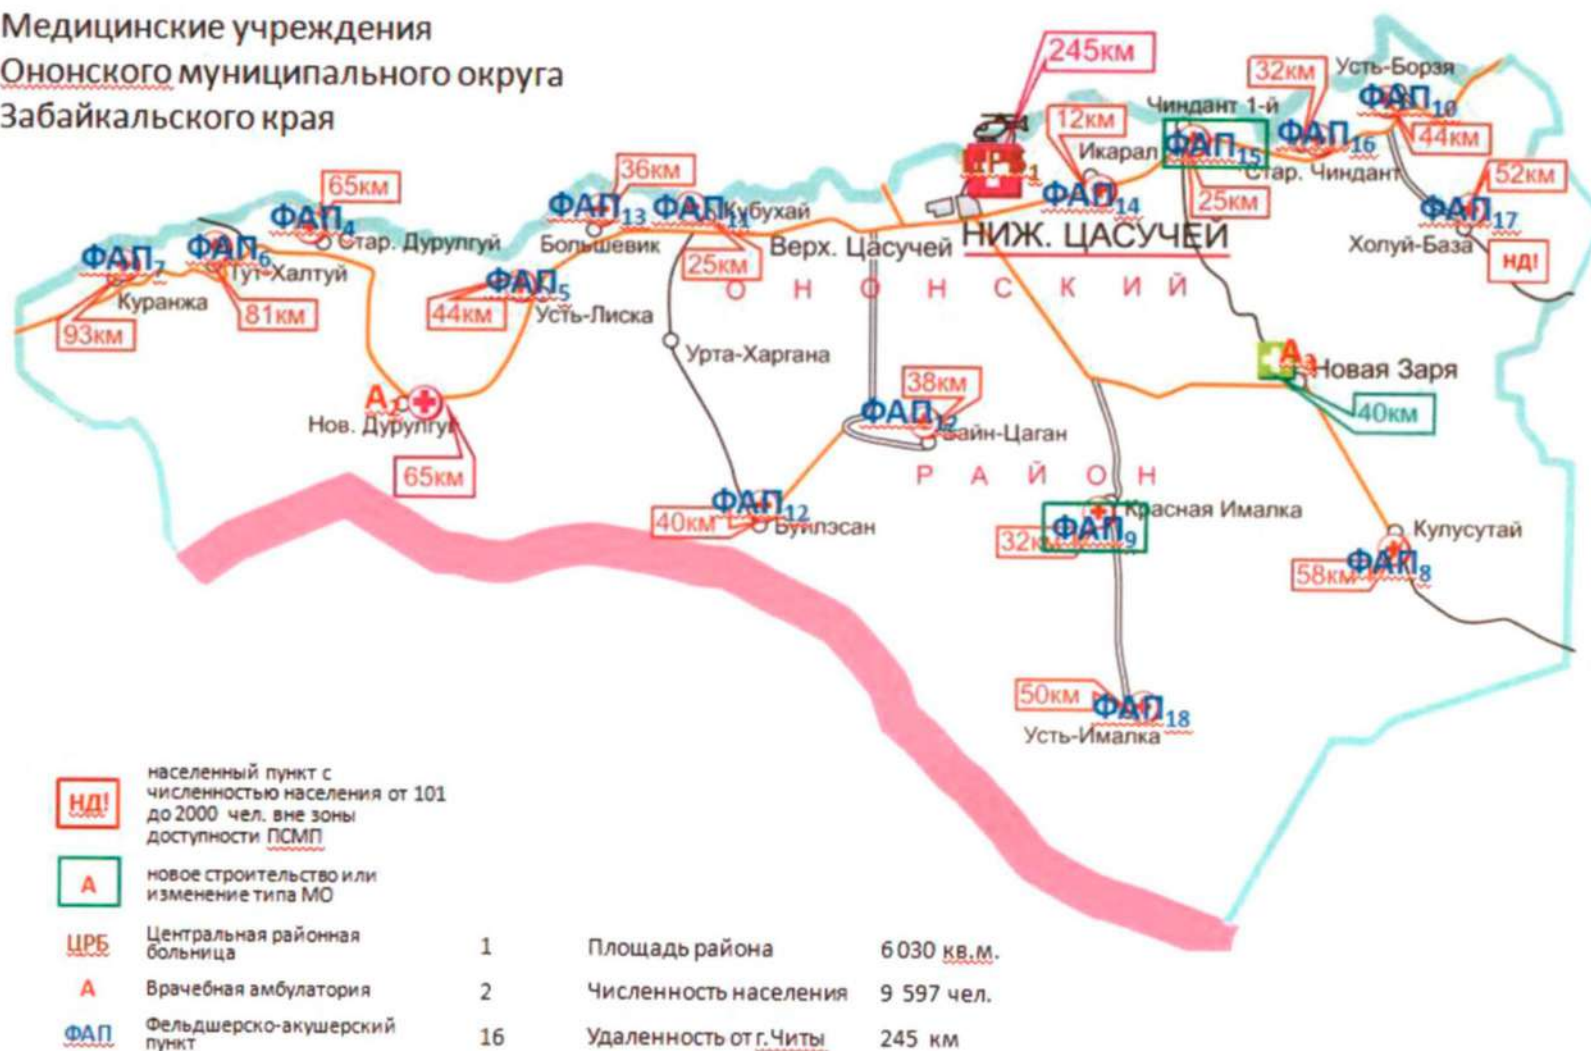 Медицинские учреждения
Ононского муниципального округа
Забайкальского края
245км
32км
Усть-Борзя
ФАП10
Чиндант 1-й
12км
44км
ЦРБ1
Икарал
ФАП15
ФАП16
Стар. Чиндант
52км
65км
36км
ФАП14
25км
ФАП17
ФАП4
ФАП13
ФАП11
Кубухай
Стар. Дурулгуй
Большевик
Верх. Цасучей
НИЖ. ЦАСУЧЕЙ
Холуй-База
ФАП7
ФАП6
Тут-Халтуй
25км
НД!
Куранжа
ФАП5
ОНОНСКИЙ
93км
81км
44км
Усть-Лиска
Урта-Харгана
А3
Новая Заря
38км
40км
А2
ФАП12
Нов. Дурулгуй
Байн-Цаган
65км
РАЙОН
ФАП12
40км
Буйлэсан
Красная Ималка
ФАП9
32км
Кулусутай
ФАП8
58км
50км
ФАП18
Усть-Ималка
НД!
населенный пункт с
численностью населения от 101
до 2000 чел. вне зоны
доступности ПСМП
А
новое строительство или
изменение типа МО
ЦРБ
Центральная районная
больница
1
Площадь района
6 030 кв.м.
А
Врачебная амбулатория
2
Численность населения
9 597 чел.
ФАП
Фельдшерско-акушерский
пункт
16
Удаленность от г.Читы
245 км